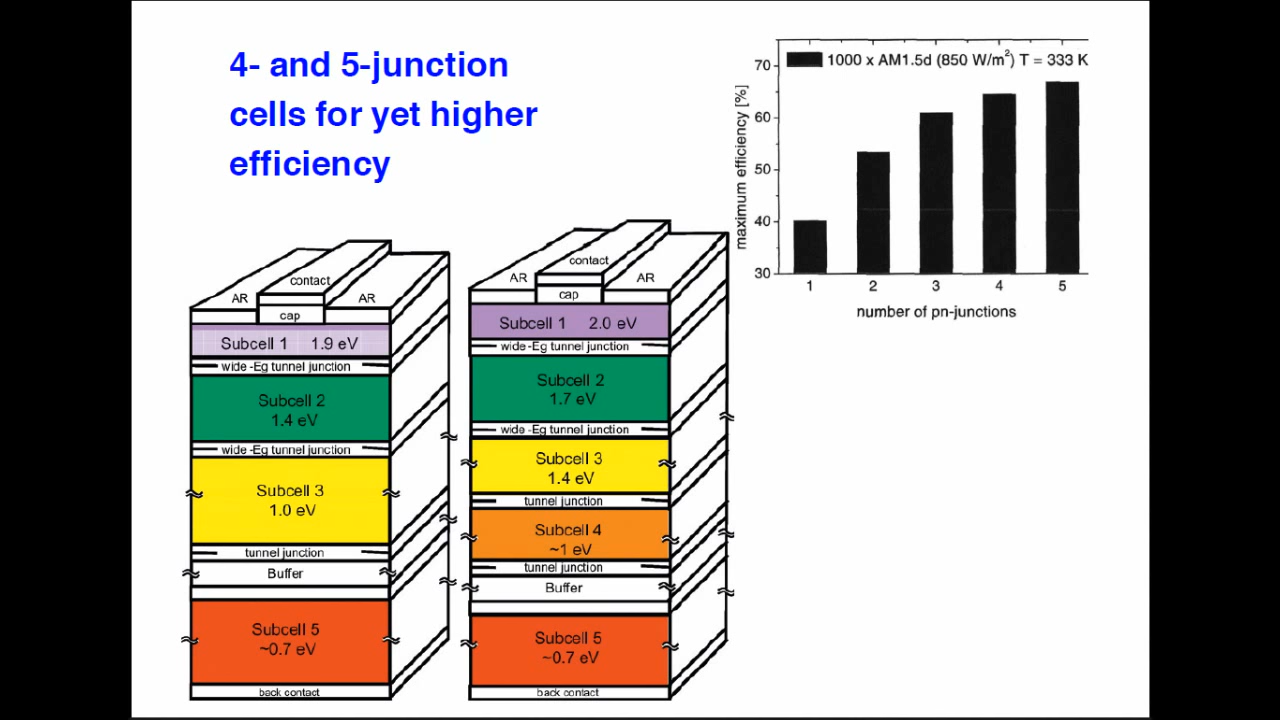 4- and 5-junction
cells for yet higher
efficiency
1000 x AM1.5d (850 W/m²) T = 333 K
maximum efficiency [%]
70
60
50
40
30
1 2 3 4 5
number of pn-junctions
contact
AR AR
cap
Subcell 1 1.9 eV
wide -Eg tunnel junction
Subcell 2
1.4 eV
wide -Eg tunnel junction
Subcell 3
1.0 eV
tunnel junction
Buffer
Subcell 5
~0.7 eV
back contact
contact
AR AR
cap
Subcell 1 2.0 eV
wide -Eg tunnel junction
Subcell 2
1.7 eV
wide -Eg tunnel junction
Subcell 3
1.4 eV
tunnel junction
Subcell 4
~1 eV
tunnel junction
Buffer
Subcell 5
~0.7 eV
back contact